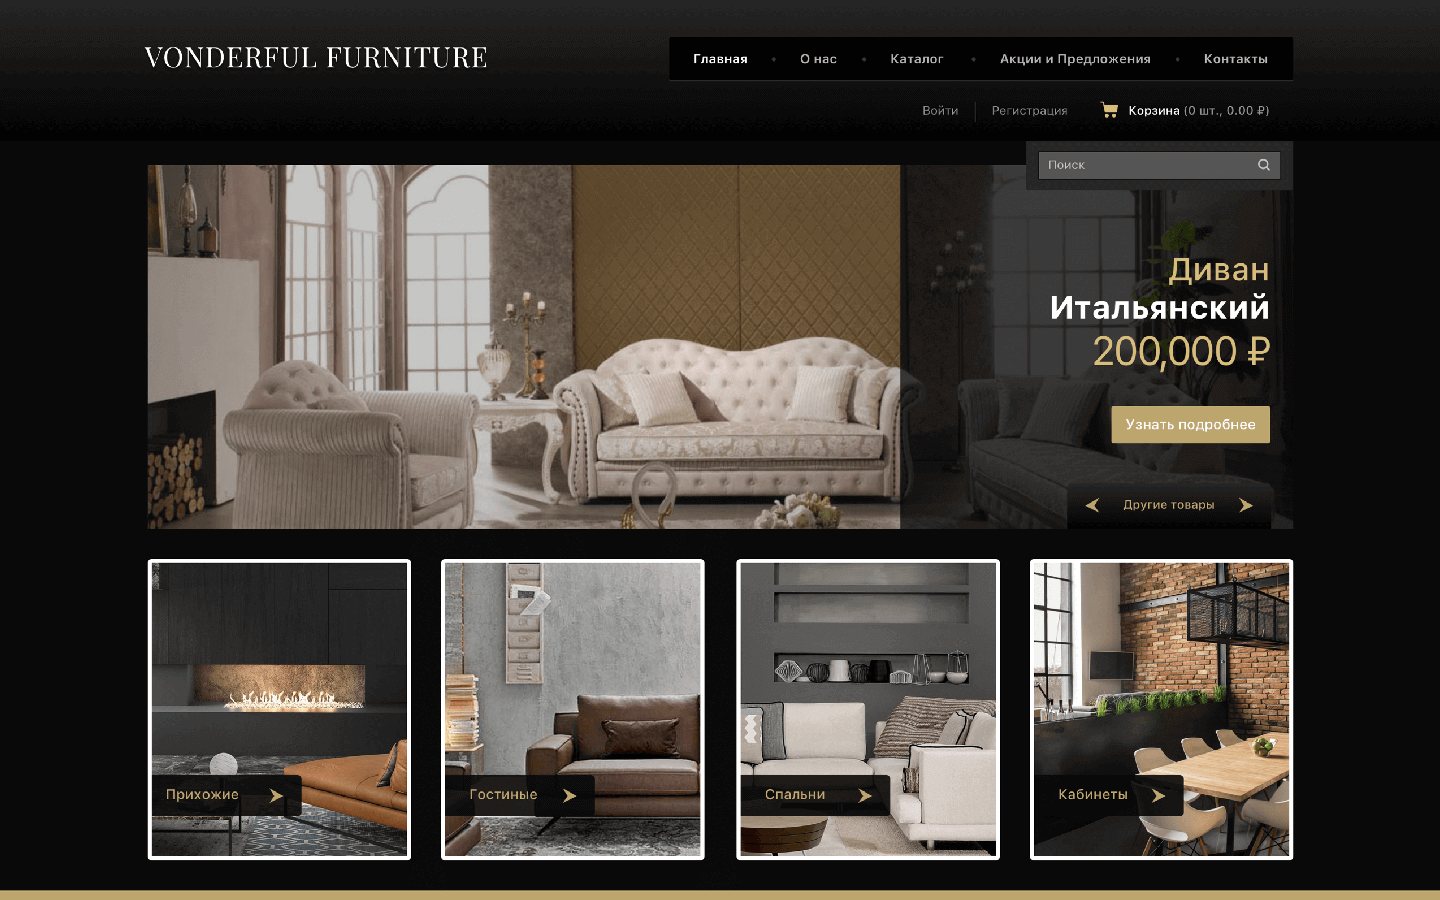 VONDERFUL FURNITURE
Главная • О нас • Каталог • Акции и Предложения • Контакты
Войти Регистрация Корзина (0 шт., 0.00 ₽)
Поиск
Диван
Итальянский
200,000 ₽
Узнать подробнее
Другие товары
Прихожие
Гостиные
Спальни
Кабинеты